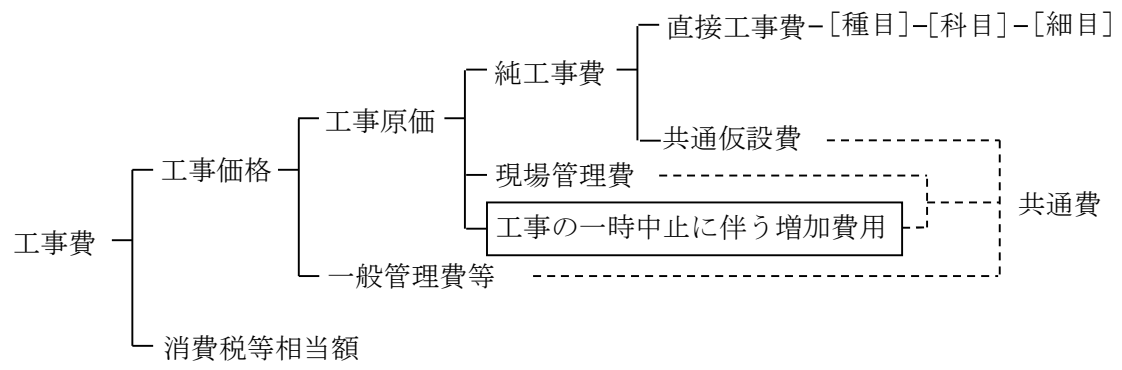 直接工事費-[種目]-[科目]-[細目]
純工事費
工事原価
共通仮設費
工事価格
現場管理費
共通費
工事の一時中止に伴う増加費用
工事費
一般管理費等
消費税等相当額